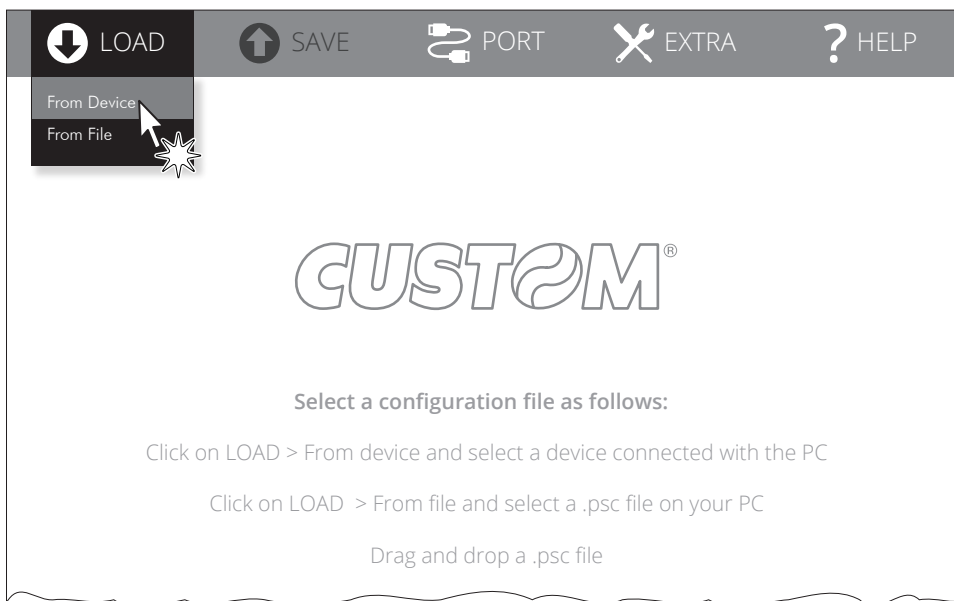 LOAD SAVE PORT EXTRA ? HELP
From Device
From File
CUSTOM®
Select a configuration file as follows:
Click on LOAD > From device and select a device connected with the PC
Click on LOAD > From file and select a .psc file on your PC
Drag and drop a .psc file